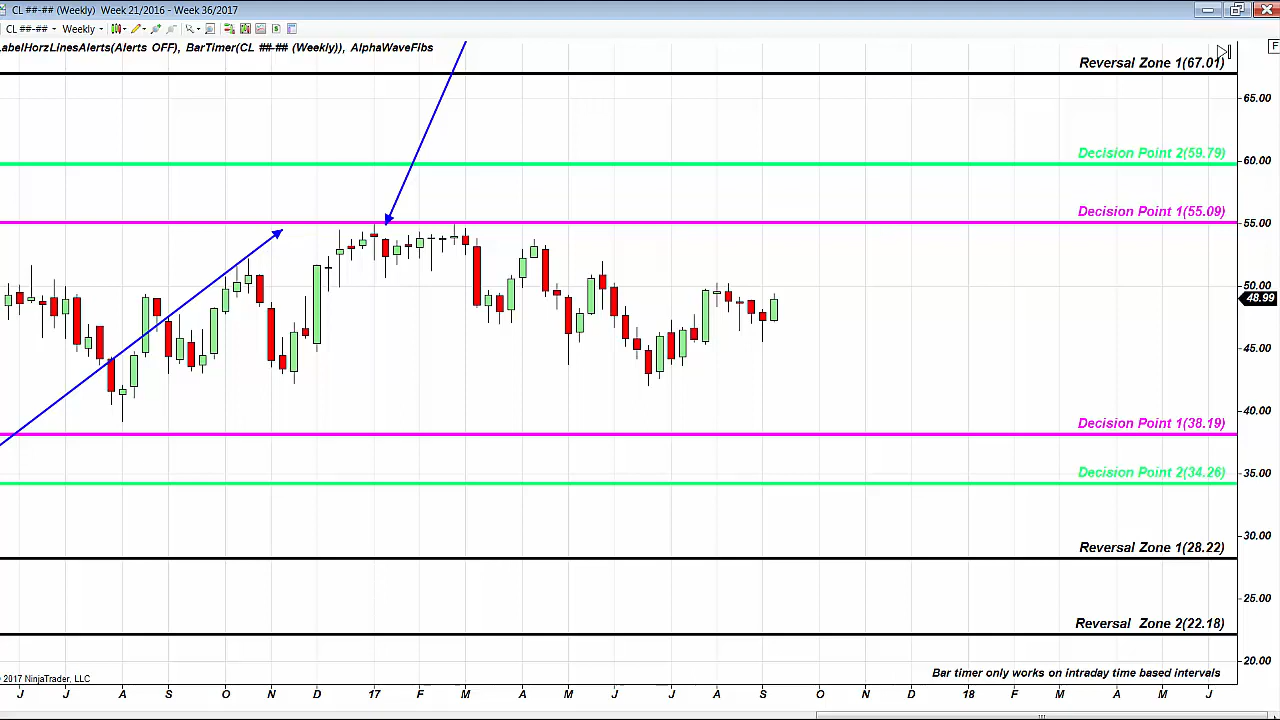 CL ##-## (Weekly) Week 21/2016 - Week 36/2017
CL ##-## Weekly
LabelHorzLinesAlerts(Alerts OFF), BarTimer(CL ##-## (Weekly)), AlphaWaveFibs
F
Reversal Zone 1(67.01)
65.00
Decision Point 2(59.79)
60.00
Decision Point 1(55.09)
55.00
50.00
48.99
45.00
40.00
Decision Point 1(38.19)
35.00
Decision Point 2(34.26)
30.00
Reversal Zone 1(28.22)
25.00
Reversal Zone 2(22.18)
20.00
© 2017 NinjaTrader, LLC
Bar timer only works on intraday time based intervals
J J A S O N D 17 F M A M J J A S O N D 18 F M A M J